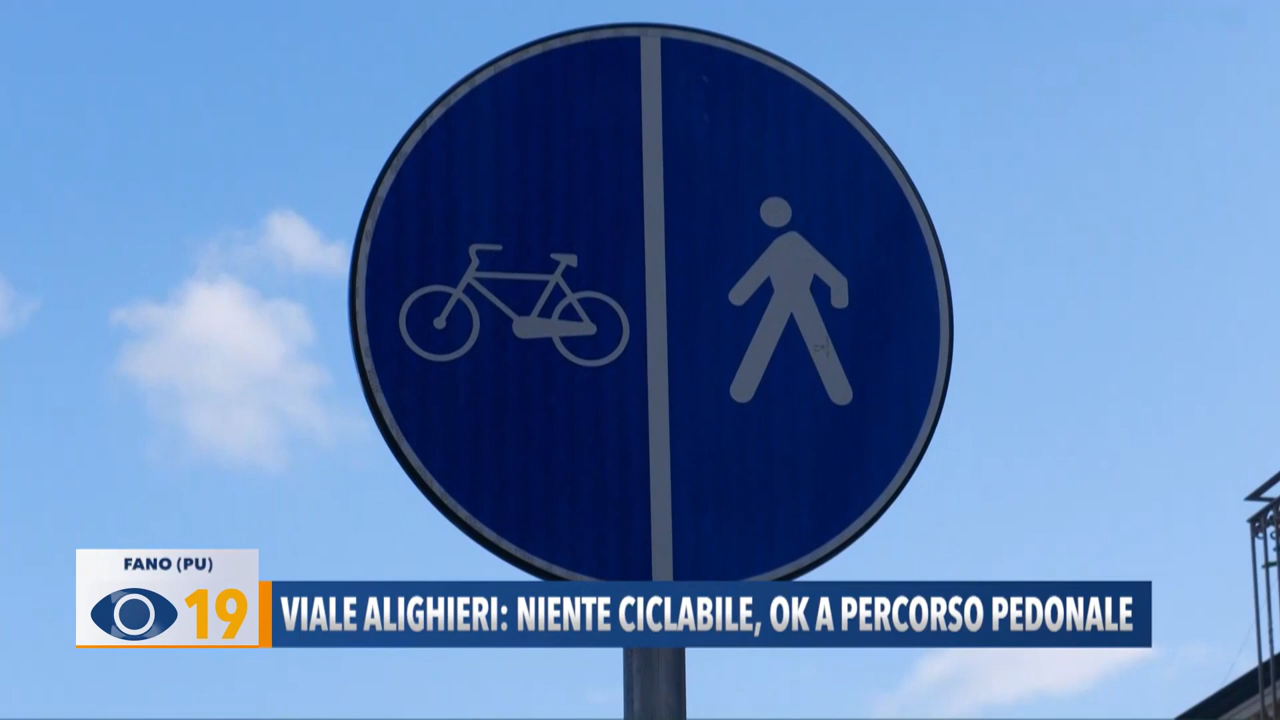 FANO (PU)
19
VIALE ALIGHIERI: NIENTE CICLABILE, OK A PERCORSO PEDONALE